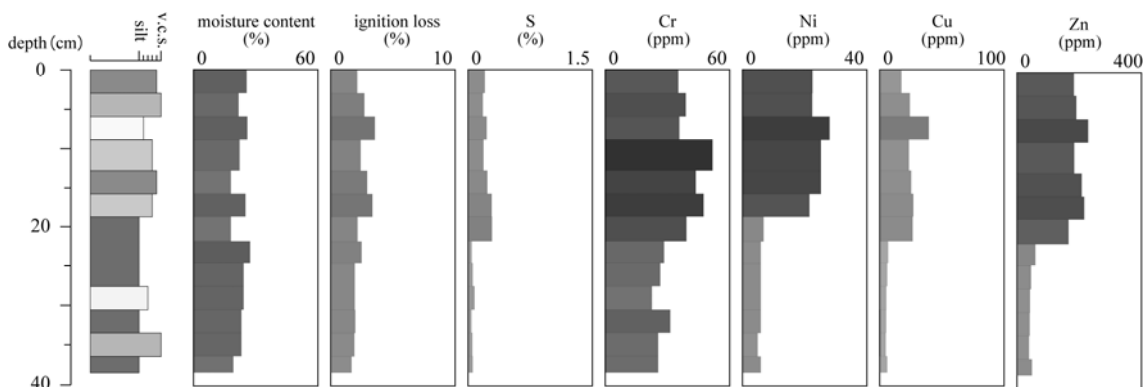 depth (cm)
silt
v.c.s.
moisture content
(%)
0 60
ignition loss
(%)
0 10
S
(%)
0 1.5
Cr
(ppm)
0 60
Ni
(ppm)
0 40
Cu
(ppm)
0 100
Zn
(ppm)
0 400
0
20
40